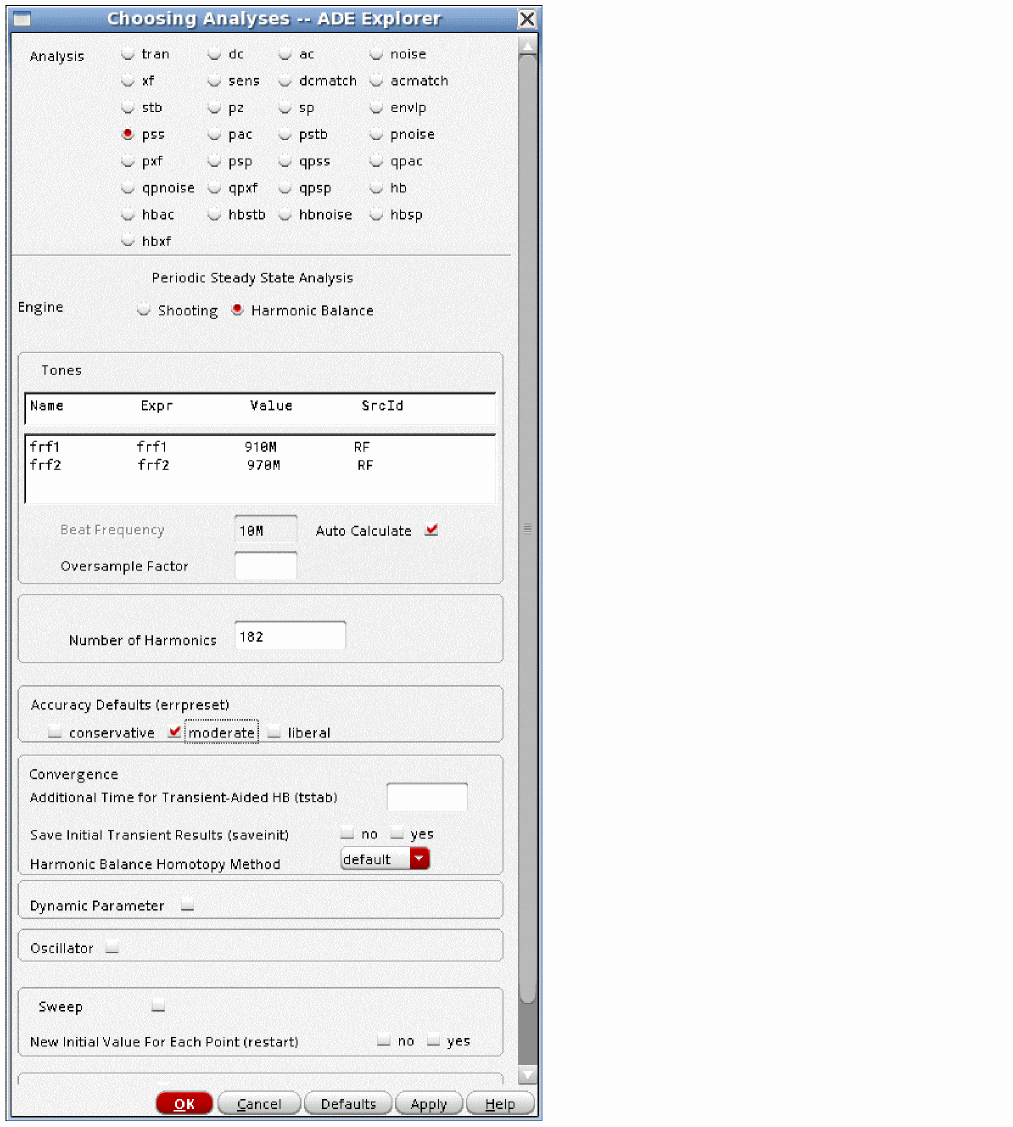 Choosing Analyses -- ADE Explorer
Analysis tran dc ac noise
xf sens dcmatch acmatch
stb pz sp envlp
pss pac pstb pnoise
pxf psp qpss qpac
qpnoise qpxf qpsp hb
hbac hbstb hbnoise hbsp
hbxf
Periodic Steady State Analysis
Engine Shooting Harmonic Balance
Tones
Name Expr Value SrcId
frf1 frf1 910M RF
frf2 frf2 970M RF
Beat Frequency 10M Auto Calculate
Oversample Factor
Number of Harmonics 182
Accuracy Defaults (errpreset)
conservative moderate liberal
Convergence
Additional Time for Transient-Aided HB (tstab)
Save Initial Transient Results (saveinit) no yes
Harmonic Balance Homotopy Method default
Dynamic Parameter
Oscillator
Sweep
New Initial Value For Each Point (restart) no yes
OK Cancel Defaults Apply Help